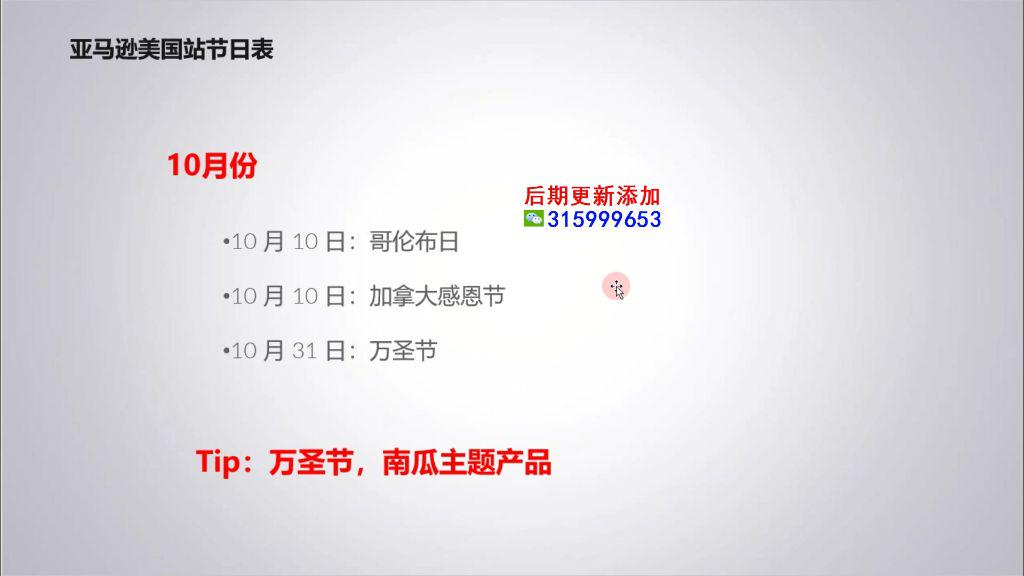 亚马逊美国站节日表
10月份
后期更新添加
315999653
•10 月 10 日：哥伦布日
•10 月 10 日：加拿大感恩节
•10 月 31 日：万圣节
Tip：万圣节，南瓜主题产品